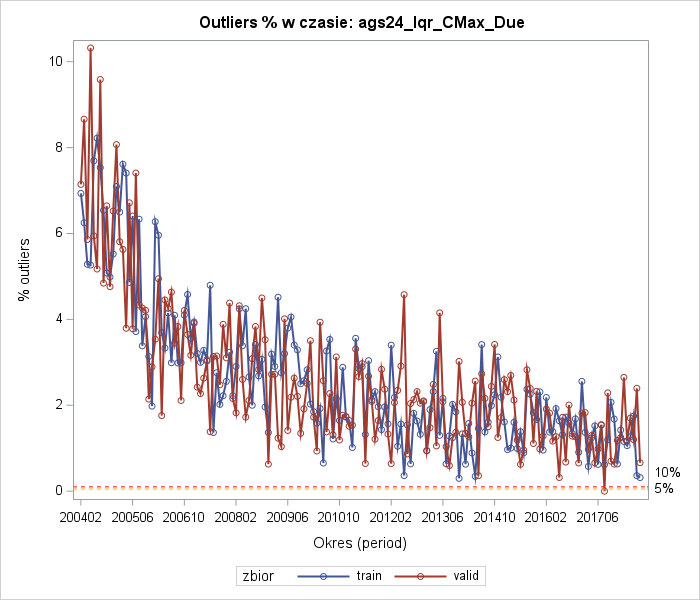 Outliers % w czasie: ags24_Iqr_CMax_Due
% outliers
10
8
6
4
2
0
10%
5%
200402 200506 200610 200802 200906 201010 201202 201306 201410 201602 201706
Okres (period)
zbior train valid